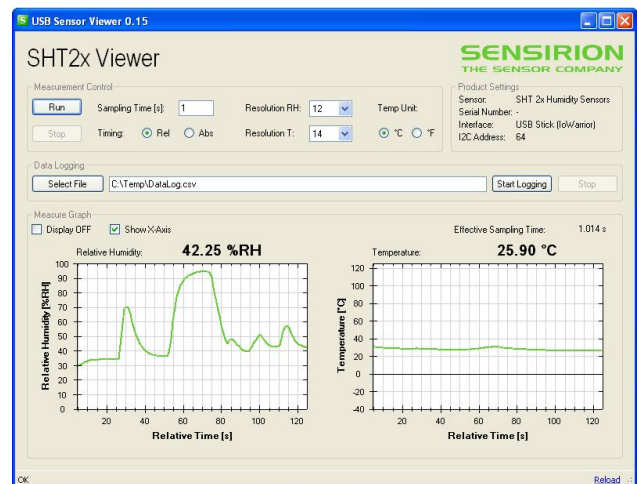 USB Sensor Viewer 0.15
SHT2x Viewer
SENSIRION
THE SENSOR COMPANY
Measurement Control
Run
Sampling Time [s]:
1
Resolution RH:
12
Temp Unit:
Stop
Timing:
Rel
Abs
Resolution T:
14
°C
°F
Product Settings
Sensor: SHT 2x Humidity Sensors
Serial Number: -
Interface: USB Stick (IoWarrior)
I2C Address: 64
Data Logging
Select File
C:\Temp\DataLog.csv
Start Logging
Stop
Measure Graph
Display OFF
Show X-Axis
Effective Sampling Time: 1.014 s
Relative Humidity: 42.25 %RH
100
90
80
70
60
50
40
30
20
10
0
Relative Humidity [%RH]
20 40 60 80 100 120
Relative Time [s]
Temperature: 25.90 °C
120
100
80
60
40
20
0
-20
-40
Temperature [°C]
20 40 60 80 100 120
Relative Time [s]
OK
Reload